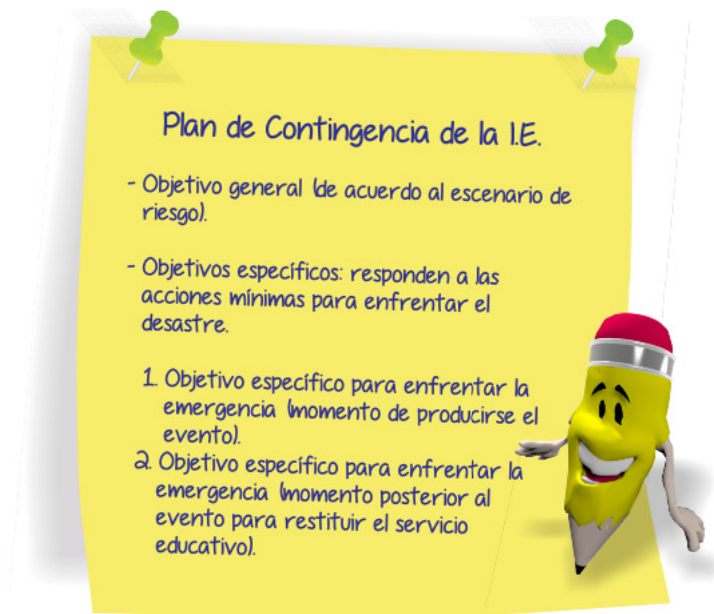 Plan de Contingencia de la I.E.
- Objetivo general (de acuerdo al escenario de
riesgo).
- Objetivos específicos: responden a las
acciones mínimas para enfrentar el
desastre.
1. Objetivo específico para enfrentar la
emergencia (momento de producirse el
evento).
2. Objetivo específico para enfrentar la
emergencia (momento posterior al
evento para restituir el servicio
educativo).